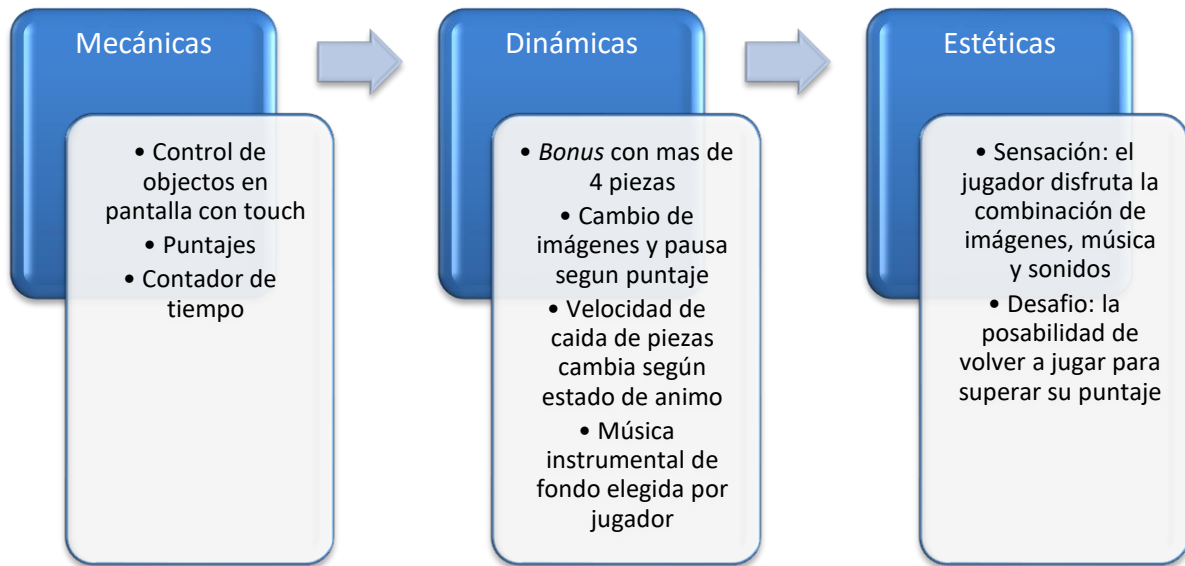 Mecánicas
• Control de
objectos en
pantalla con touch
• Puntajes
• Contador de
tiempo
Dinámicas
• Bonus con mas de
4 piezas
• Cambio de
imágenes y pausa
segun puntaje
• Velocidad de
caida de piezas
cambia según
estado de animo
• Música
instrumental de
fondo elegida por
jugador
Estéticas
• Sensación: el
jugador disfruta la
combinación de
imágenes, música
y sonidos
• Desafio: la
posabilidad de
volver a jugar para
superar su puntaje